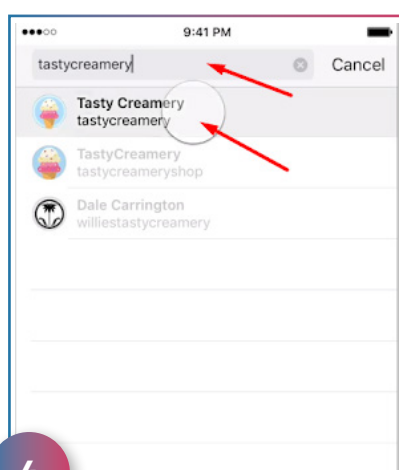 9:41 PM
tastycreamery Cancel
Tasty Creamery
tastycreamery
TastyCreamery
tastycreameryshop
Dale Carrington
williestastycreamery